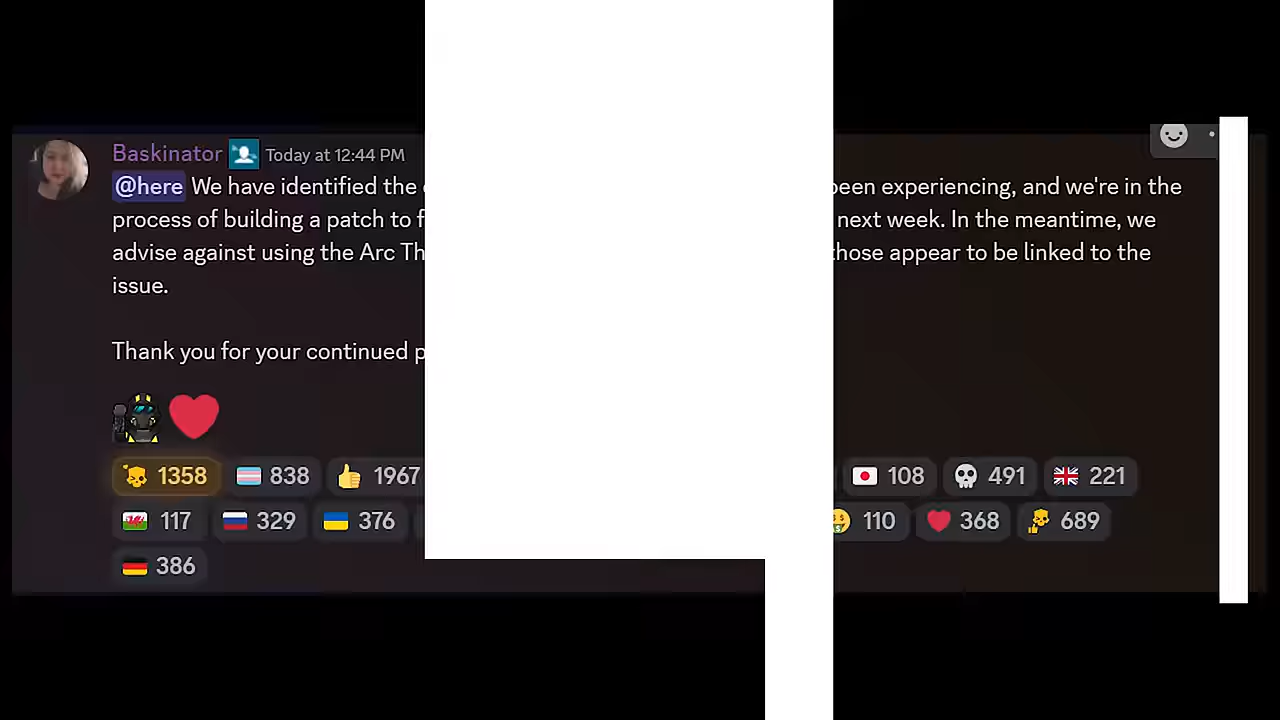 Baskinator Today at 12:44 PM
@here We have identified the been experiencing, and we're in the
process of building a patch to next week. In the meantime, we
advise against using the Arc those appear to be linked to the
issue.
Thank you for your continued
1358 838 1967 108 491 221
117 329 376 110 368 689
386